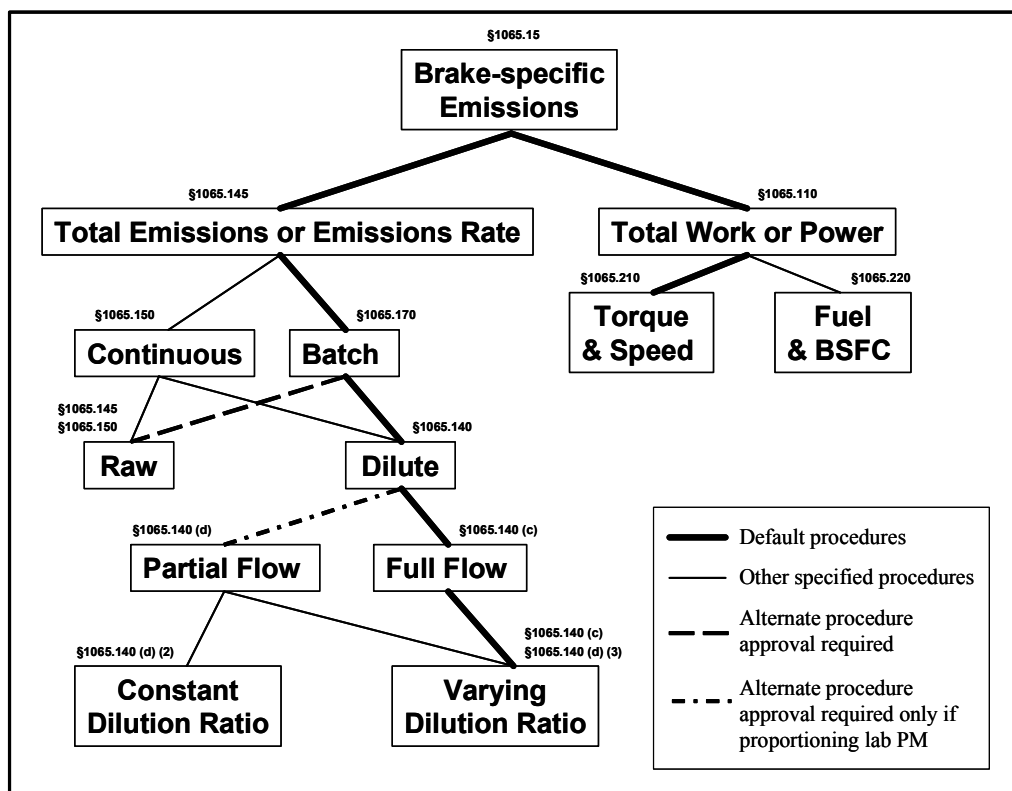 §1065.15
Brake-specific
Emissions
§1065.145
Total Emissions or Emissions Rate
§1065.110
Total Work or Power
§1065.210
Torque
& Speed
§1065.220
Fuel
& BSFC
§1065.150
Continuous
§1065.170
Batch
§1065.145
§1065.150
Raw
§1065.140
Dilute
§1065.140 (d)
Partial Flow
§1065.140 (c)
Full Flow
§1065.140 (d) (2)
Constant
Dilution Ratio
§1065.140 (c)
§1065.140 (d) (3)
Varying
Dilution Ratio
Default procedures
Other specified procedures
Alternate procedure
approval required
Alternate procedure
approval required only if
proportioning lab PM